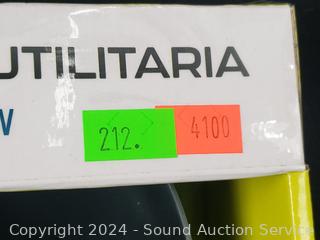 UTILITARIA
W
212. 4100
Copyright 2024 - Sound Auction Service